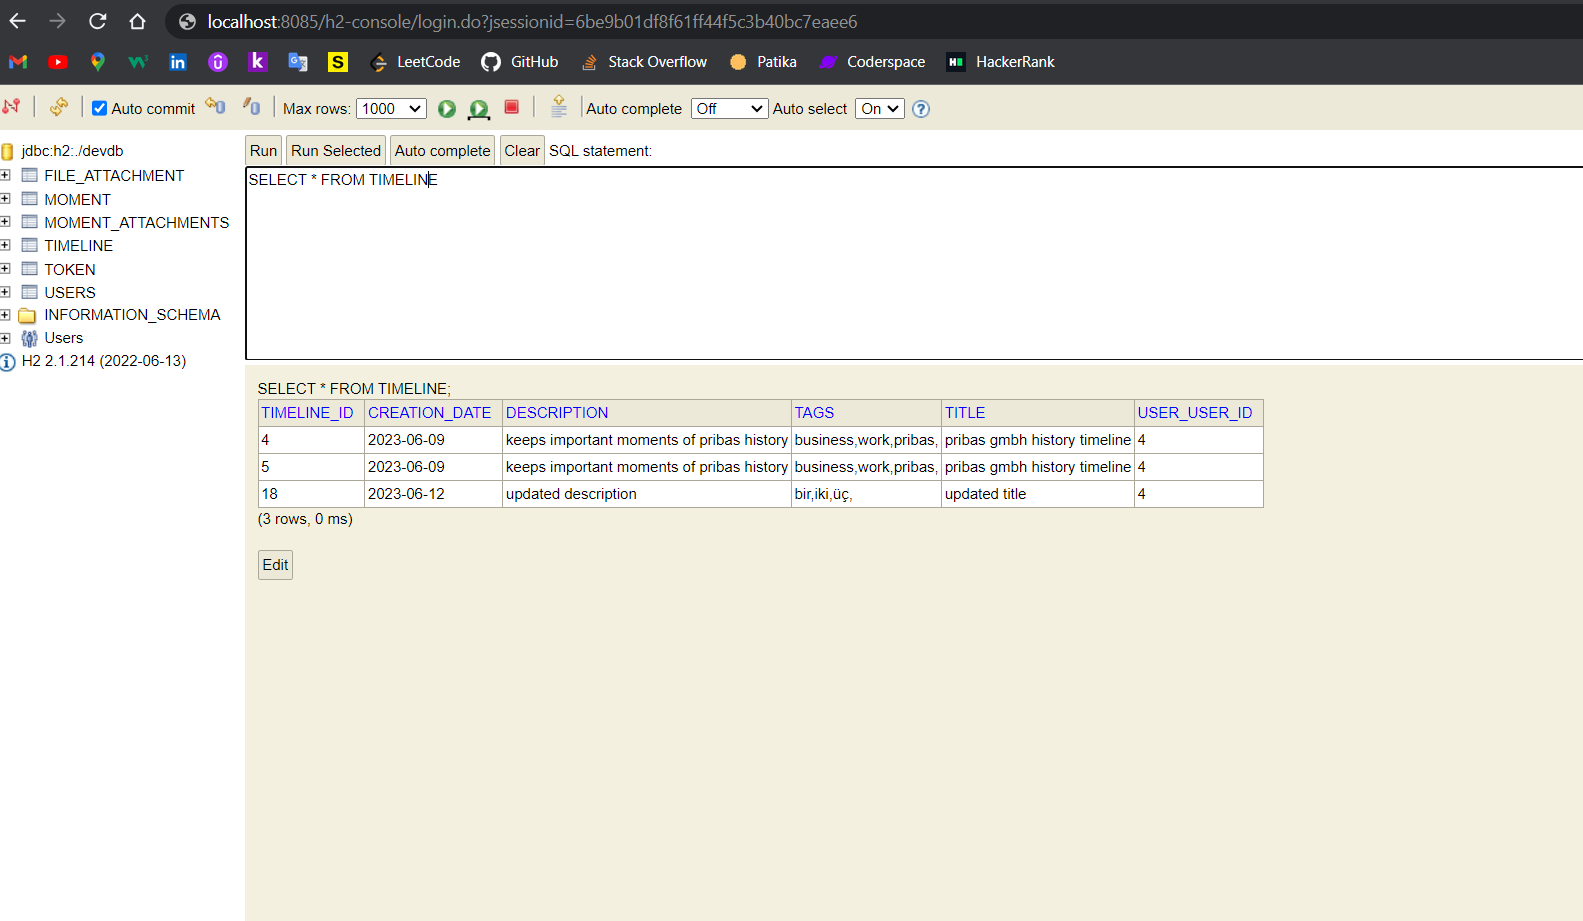 localhost:8085/h2-console/login.do?jsessionid=6be9b01df8f61ff44f5c3b40bc7eaee6
LeetCode GitHub Stack Overflow Patika Coderspace HackerRank
Auto commit Max rows: 1000 Auto complete Off Auto select On
jdbc:h2:./devdb
FILE_ATTACHMENT
MOMENT
MOMENT_ATTACHMENTS
TIMELINE
TOKEN
USERS
INFORMATION_SCHEMA
Users
H2 2.1.214 (2022-06-13)
Run Run Selected Auto complete Clear SQL statement:
SELECT * FROM TIMELINE
SELECT * FROM TIMELINE;
TIMELINE_ID CREATION_DATE DESCRIPTION TAGS TITLE USER_USER_ID
4 2023-06-09 keeps important moments of pribas history business,work,pribas, pribas gmbh history timeline 4
5 2023-06-09 keeps important moments of pribas history business,work,pribas, pribas gmbh history timeline 4
18 2023-06-12 updated description bir,iki,üç, updated title 4
(3 rows, 0 ms)
Edit